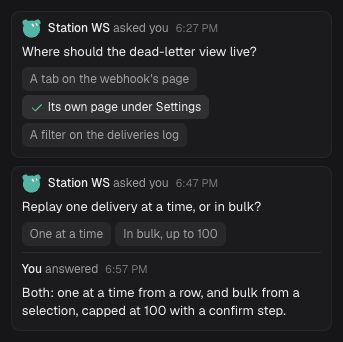 Station WS asked you 6:27 PM
Where should the dead-letter view live?
A tab on the webhook's page
Its own page under Settings
A filter on the deliveries log
Station WS asked you 6:47 PM
Replay one delivery at a time, or in bulk?
One at a time In bulk, up to 100
You answered 6:57 PM
Both: one at a time from a row, and bulk from a
selection, capped at 100 with a confirm step.